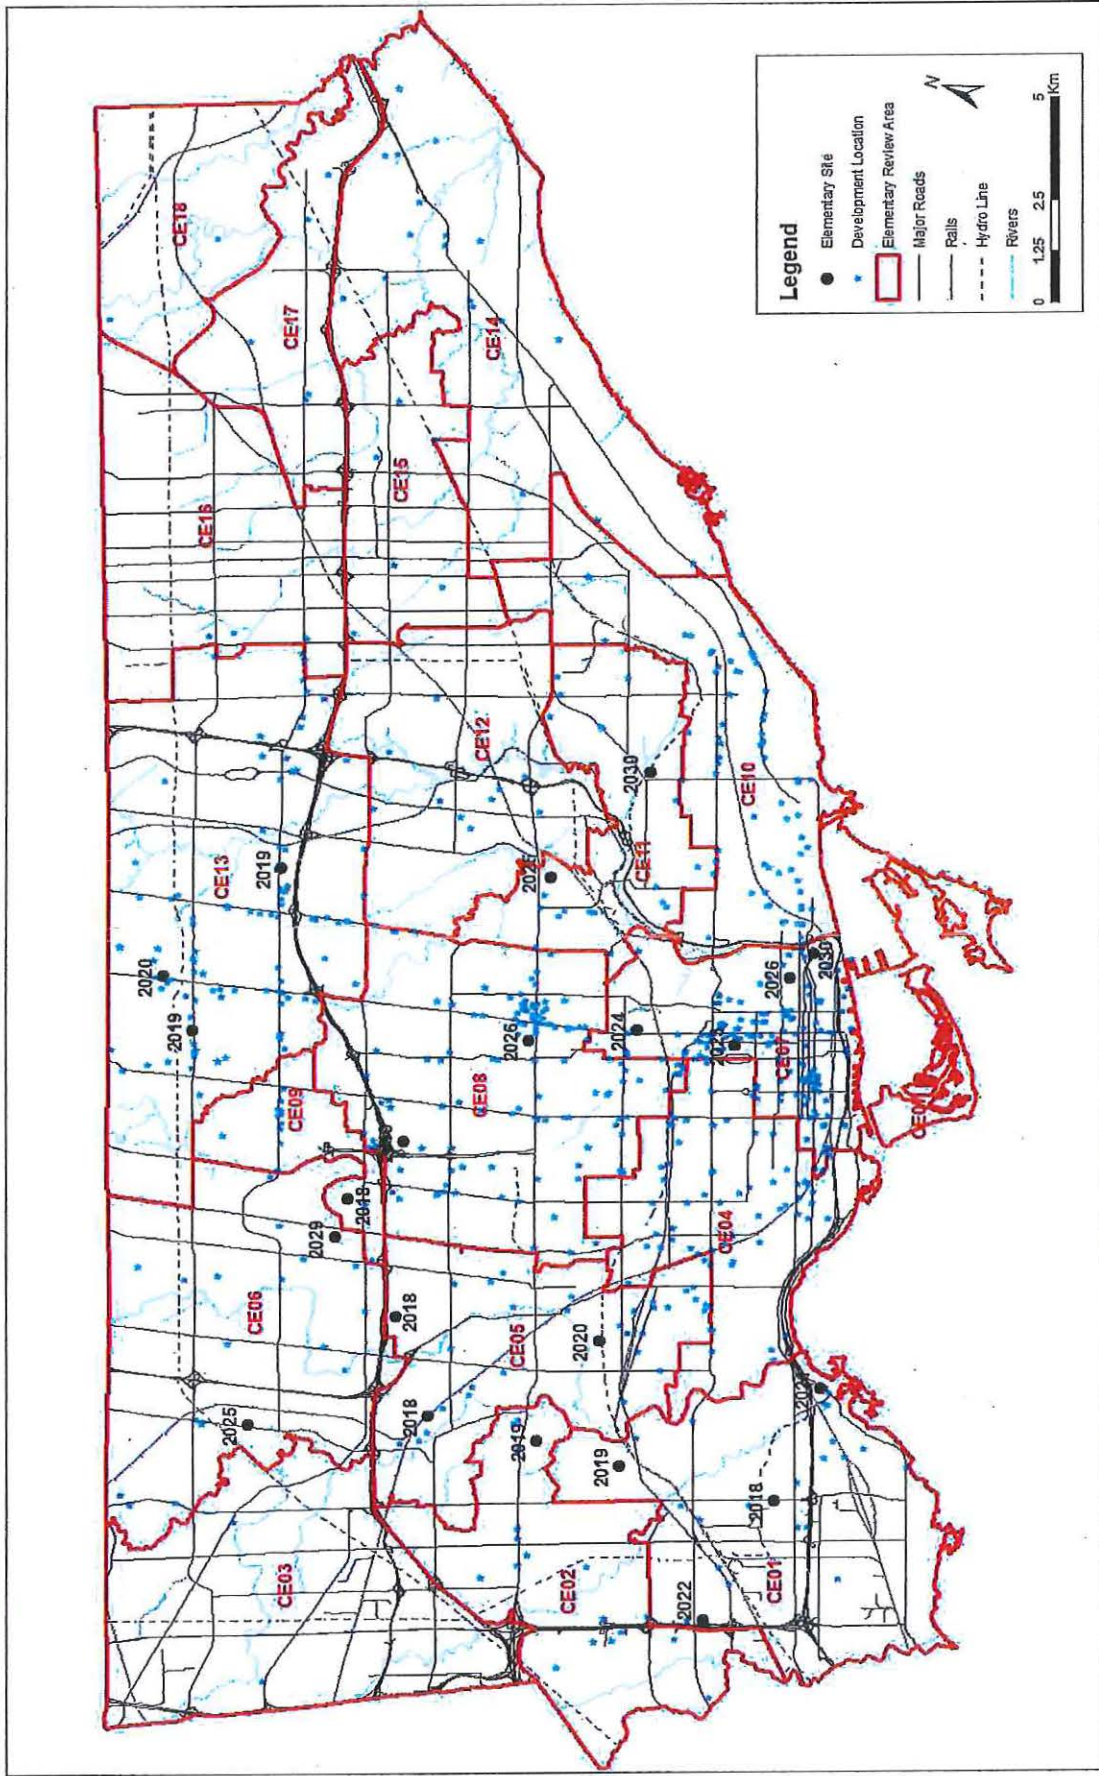 2020
2019
CE18
CE16
CE13
2025
CE06
2019
CE03
CE17
CE09
2029
2018
CE15
2018
2018
CE08
CE12
CE14
2026
2019
CE05
CE02
2020
2019
2024
2030
CE11
2022
CE04
CE10
2018
2026
CE01
CE07
2030
Legend
Elementary Site
Development Location
Elementary Review Area
Major Roads
Rails
Hydro Line
Rivers
N
0 1.25 2.5 5
Km